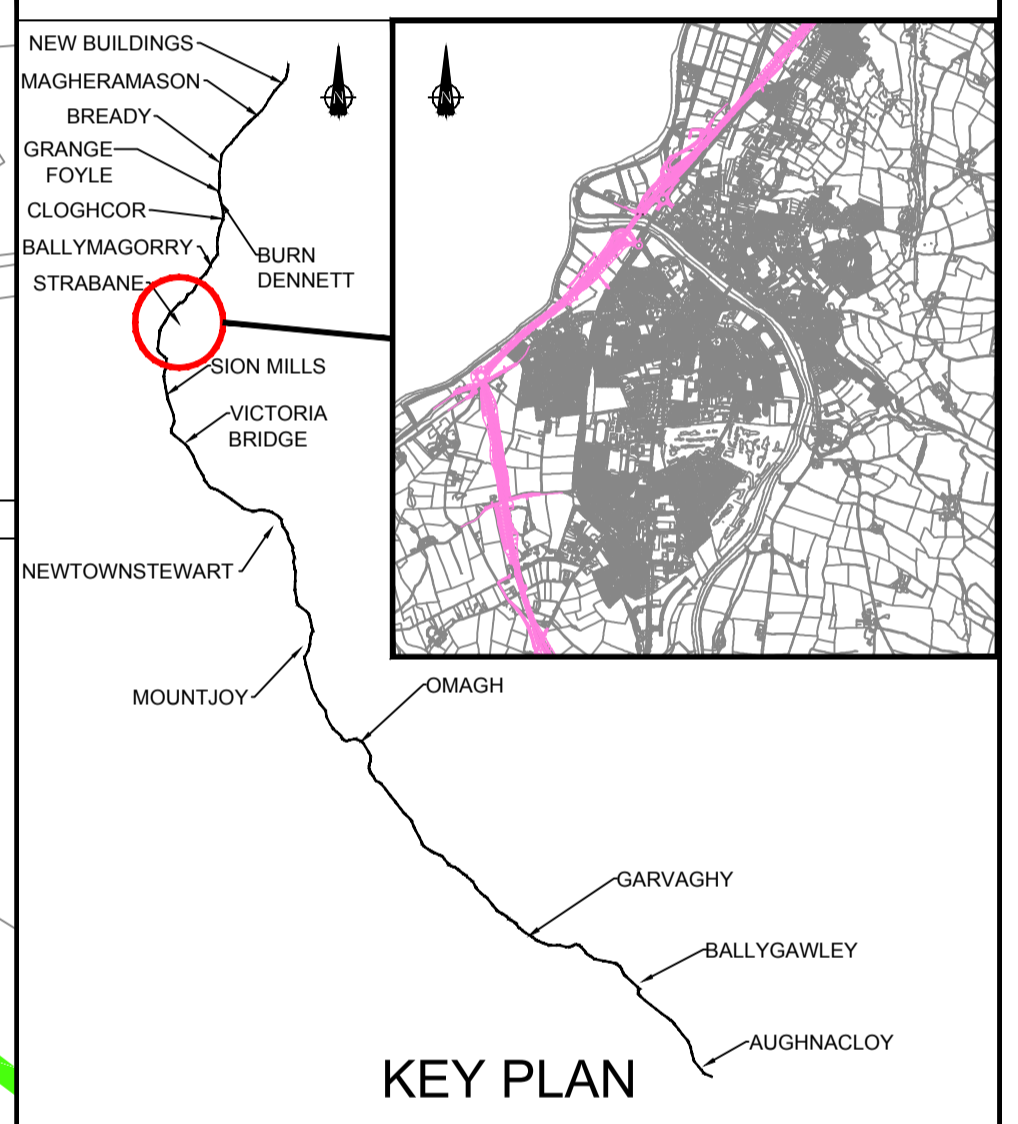 NEW BUILDINGS
MAGHERAMASON
BREADY
GRANGE
FOYLE
CLOGHCOR
BALLYMAGORRY
BURN
DENNETT
STRABANE
SION MILLS
VICTORIA
BRIDGE
NEWTOWNSTEWART
MOUNTJOY
OMAGH
GARVAGHY
BALLYGAWLEY
AUGHNACLOY
KEY PLAN
N
N